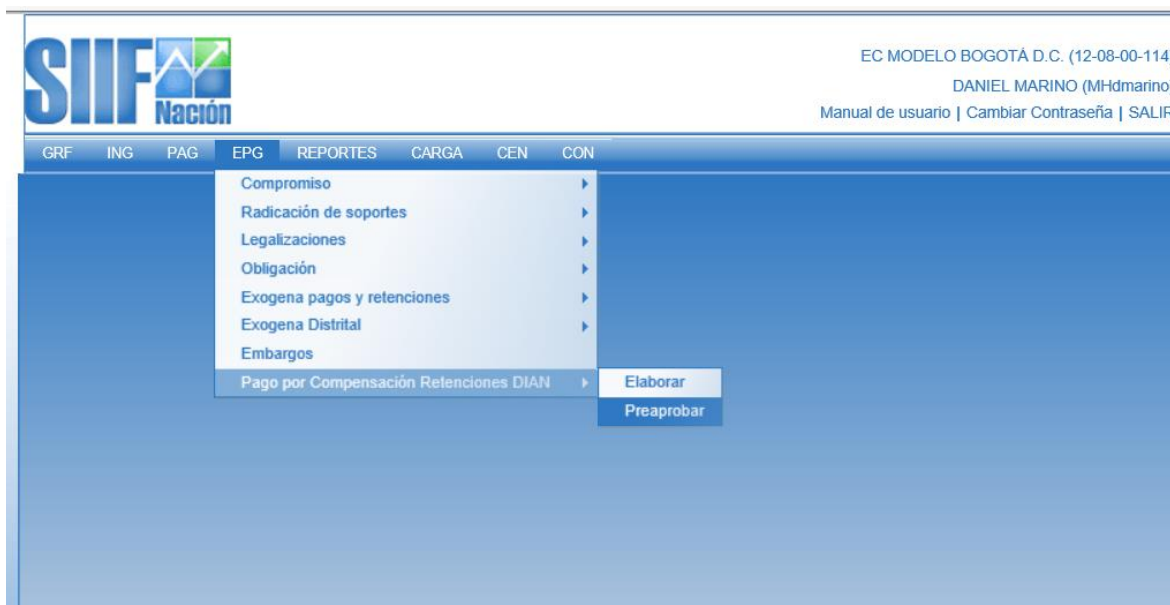 SIIF
Nación
EC MODELO BOGOTÁ D.C. (12-08-00-114
DANIEL MARINO (MHdmarino
Manual de usuario | Cambiar Contraseña | SALIR
GRF ING PAG EPG REPORTES CARGA CEN CON
Compromiso
Radicación de soportes
Legalizaciones
Obligación
Exogena pagos y retenciones
Exogena Distrital
Embargos
Pago por Compensación Retenciones DIAN
Elaborar
Preaprobar